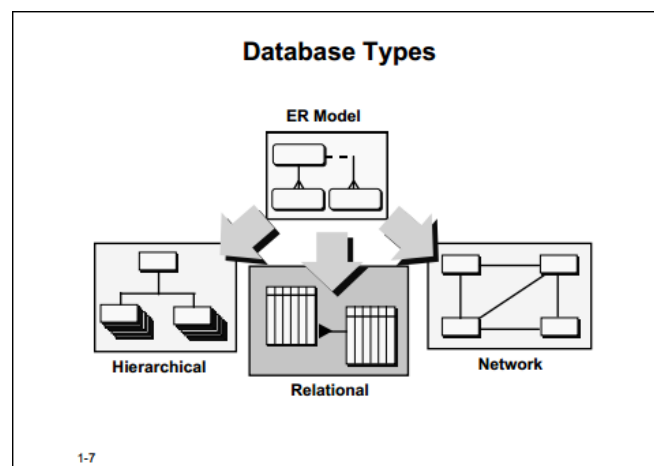 Database Types
ER Model
Hierarchical
Relational
Network
1-7